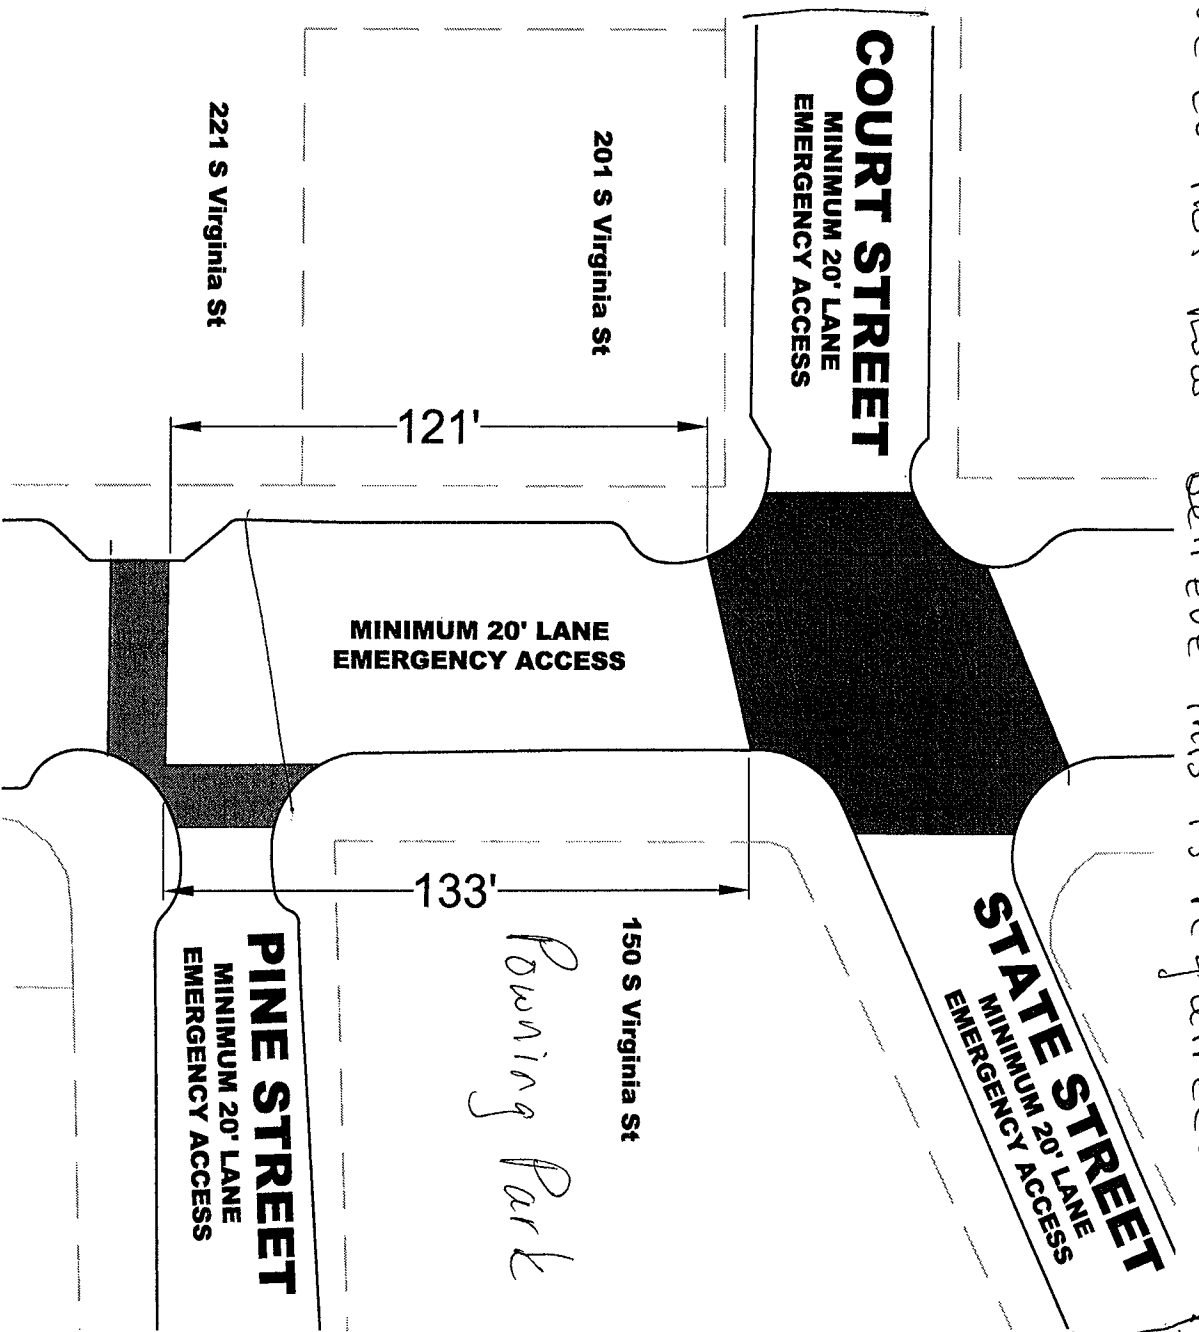 COURT STREET
MINIMUM 20' LANE
EMERGENCY ACCESS
201 S Virginia St
221 S Virginia St
121'
MINIMUM 20' LANE
EMERGENCY ACCESS
133'
150 S Virginia St
Powning Park
STATE STREET
MINIMUM 20' LANE
EMERGENCY ACCESS
PINE STREET
MINIMUM 20' LANE
EMERGENCY ACCESS